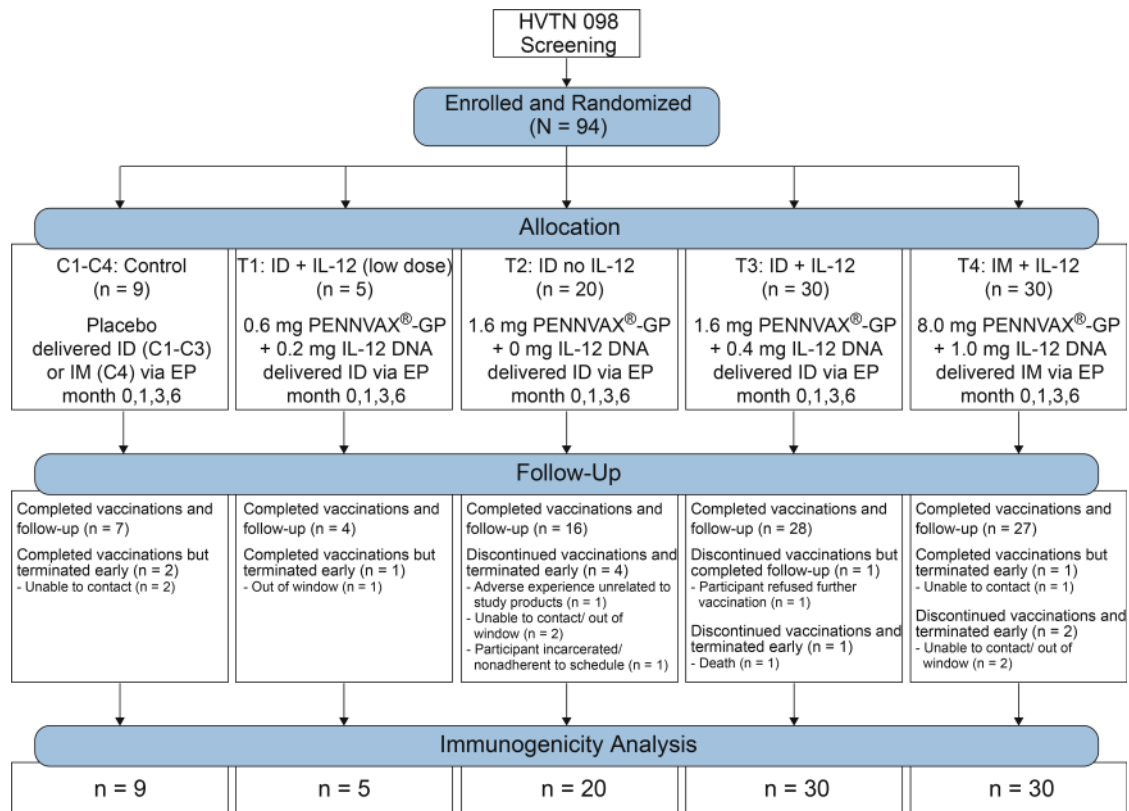 HVTN 098
Screening
Enrolled and Randomized
(N = 94)
Allocation
C1-C4: Control
(n = 9)
Placebo
delivered ID (C1-C3)
or IM (C4) via EP
month 0,1,3,6
T1: ID + IL-12 (low dose)
(n = 5)
0.6 mg PENNVAX®-GP
+ 0.2 mg IL-12 DNA
delivered ID via EP
month 0,1,3,6
T2: ID no IL-12
(n = 20)
1.6 mg PENNVAX®-GP
+ 0 mg IL-12 DNA
delivered ID via EP
month 0,1,3,6
T3: ID + IL-12
(n = 30)
1.6 mg PENNVAX®-GP
+ 0.4 mg IL-12 DNA
delivered ID via EP
month 0,1,3,6
T4: IM + IL-12
(n = 30)
8.0 mg PENNVAX®-GP
+ 1.0 mg IL-12 DNA
delivered IM via EP
month 0,1,3,6
Follow-Up
Completed vaccinations and
follow-up (n = 7)
Completed vaccinations but
terminated early (n = 2)
- Unable to contact (n = 2)
Completed vaccinations and
follow-up (n = 4)
Completed vaccinations but
terminated early (n = 1)
- Out of window (n = 1)
Completed vaccinations and
follow-up (n = 16)
Discontinued vaccinations and
terminated early (n = 4)
- Adverse experience unrelated to
study products (n = 1)
- Unable to contact/ out of
window (n = 2)
- Participant incarcerated/
nonadherent to schedule (n = 1)
Completed vaccinations and
follow-up (n = 28)
Discontinued vaccinations but
completed follow-up (n = 1)
- Participant refused further
vaccination (n = 1)
Discontinued vaccinations and
terminated early (n = 1)
- Death (n = 1)
Completed vaccinations and
follow-up (n = 27)
Completed vaccinations but
terminated early (n = 1)
- Unable to contact (n = 1)
Discontinued vaccinations and
terminated early (n = 2)
- Unable to contact/ out of
window (n = 2)
Immunogenicity Analysis
n = 9
n = 5
n = 20
n = 30
n = 30